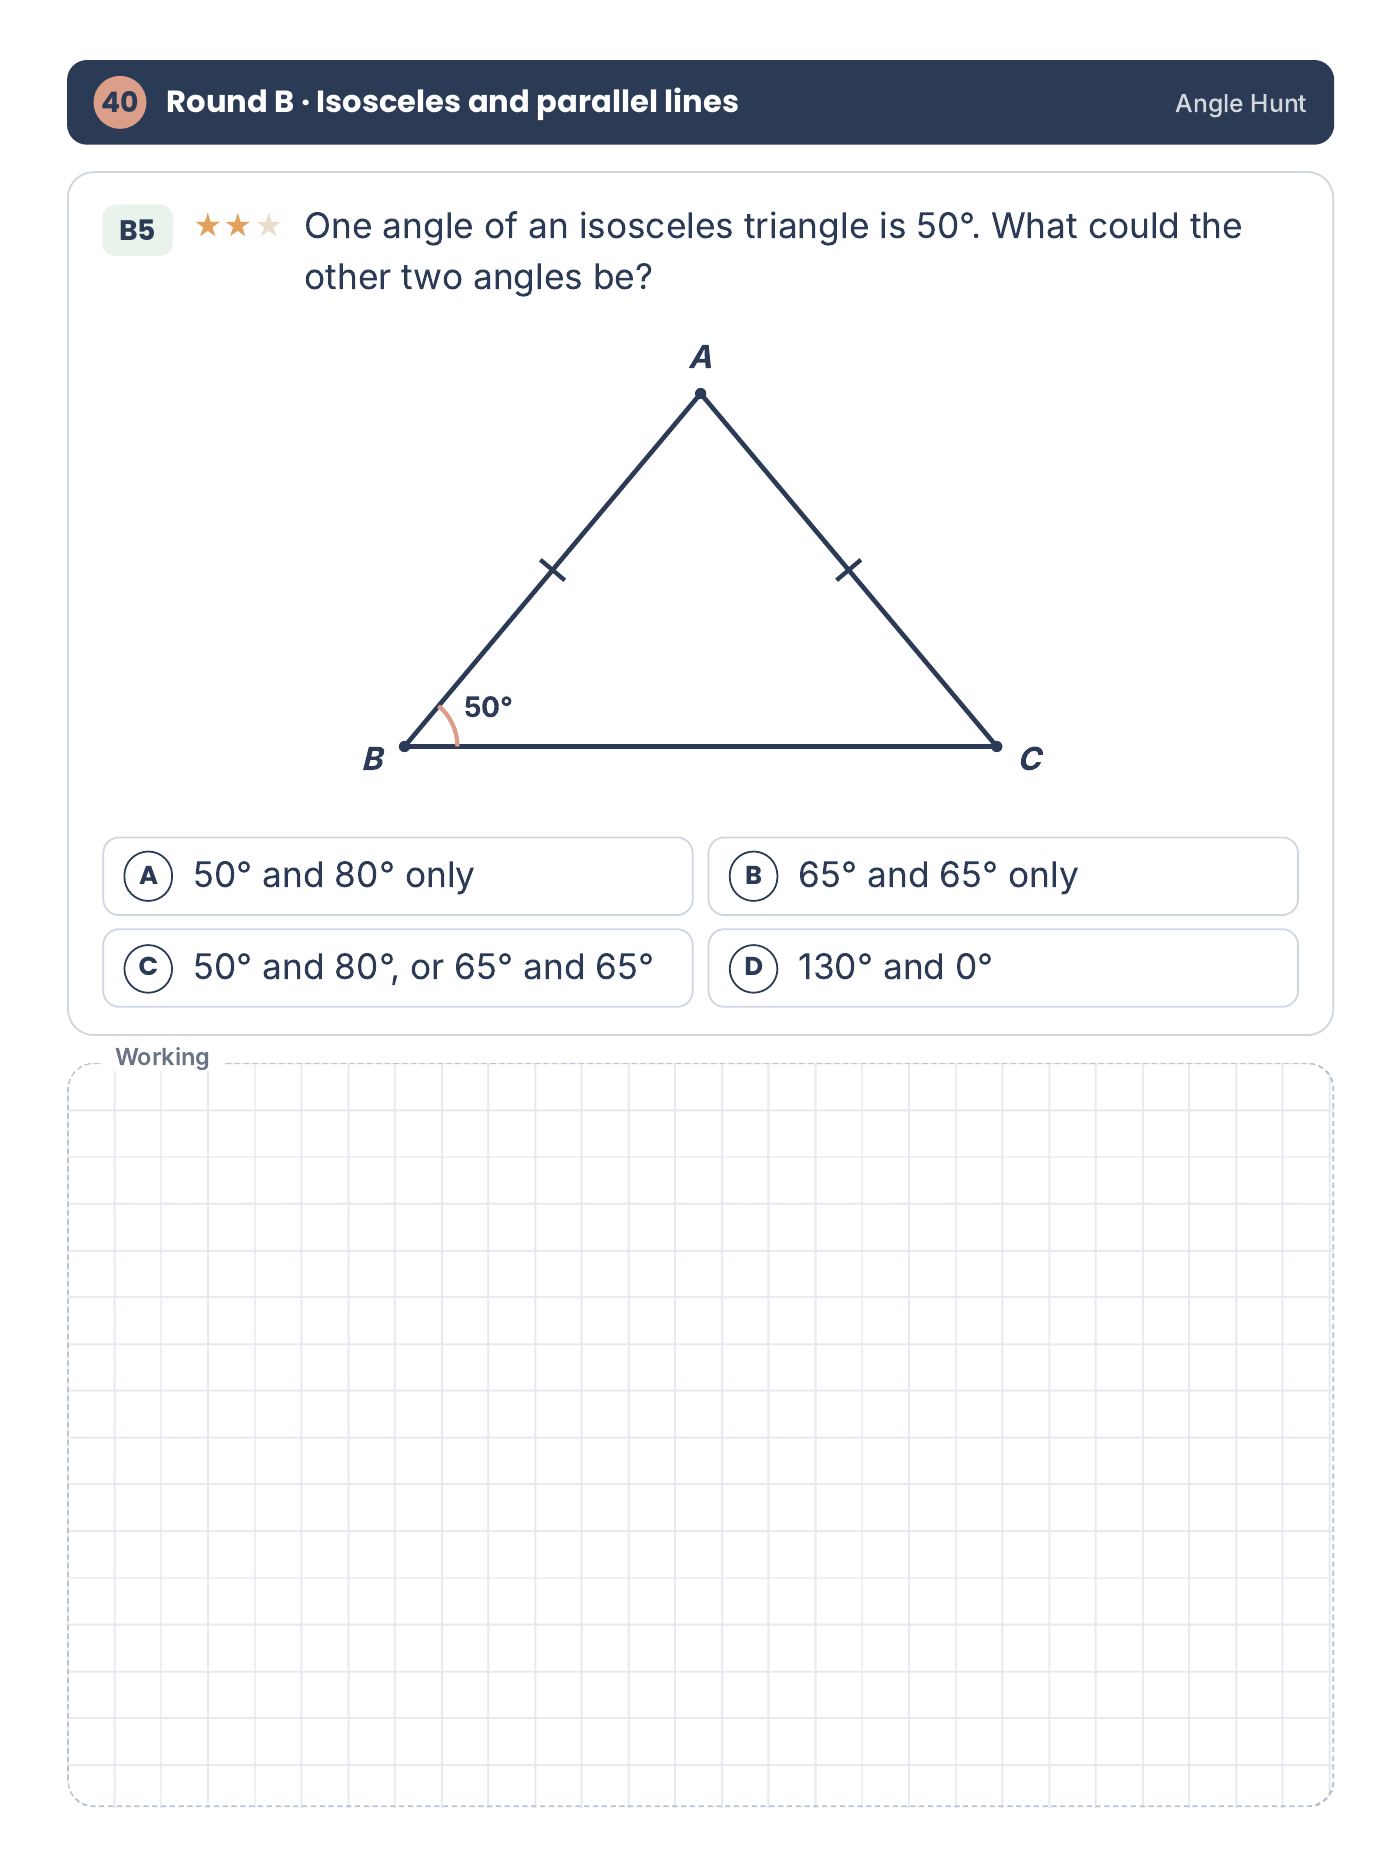 40 Round B · Isosceles and parallel lines Angle Hunt
B5 ★★★ One angle of an isosceles triangle is 50°. What could the
other two angles be?
A
50°
B C
A 50° and 80° only
B 65° and 65° only
C 50° and 80°, or 65° and 65°
D 130° and 0°
Working